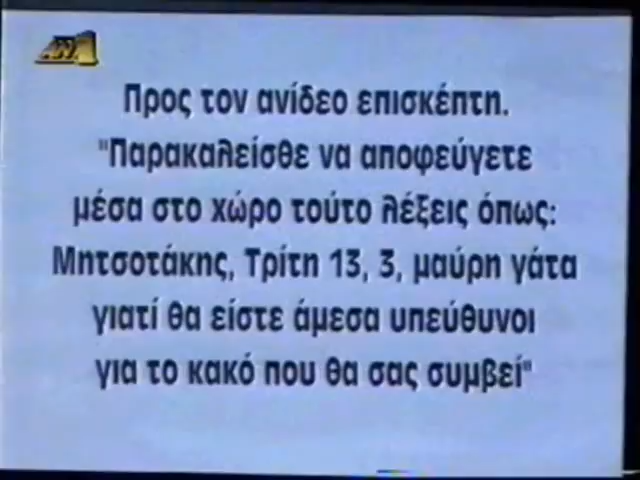 Προς τον ανίδεο επισκέπτη.
"Παρακαλείσθε να αποφεύγετε
μέσα στο χώρο τούτο λέξεις όπως:
Μητσοτάκης, Τρίτη 13, 3, μαύρη γάτα
γιατί θα είστε άμεσα υπεύθυνοι
για το κακό που θα σας συμβεί"